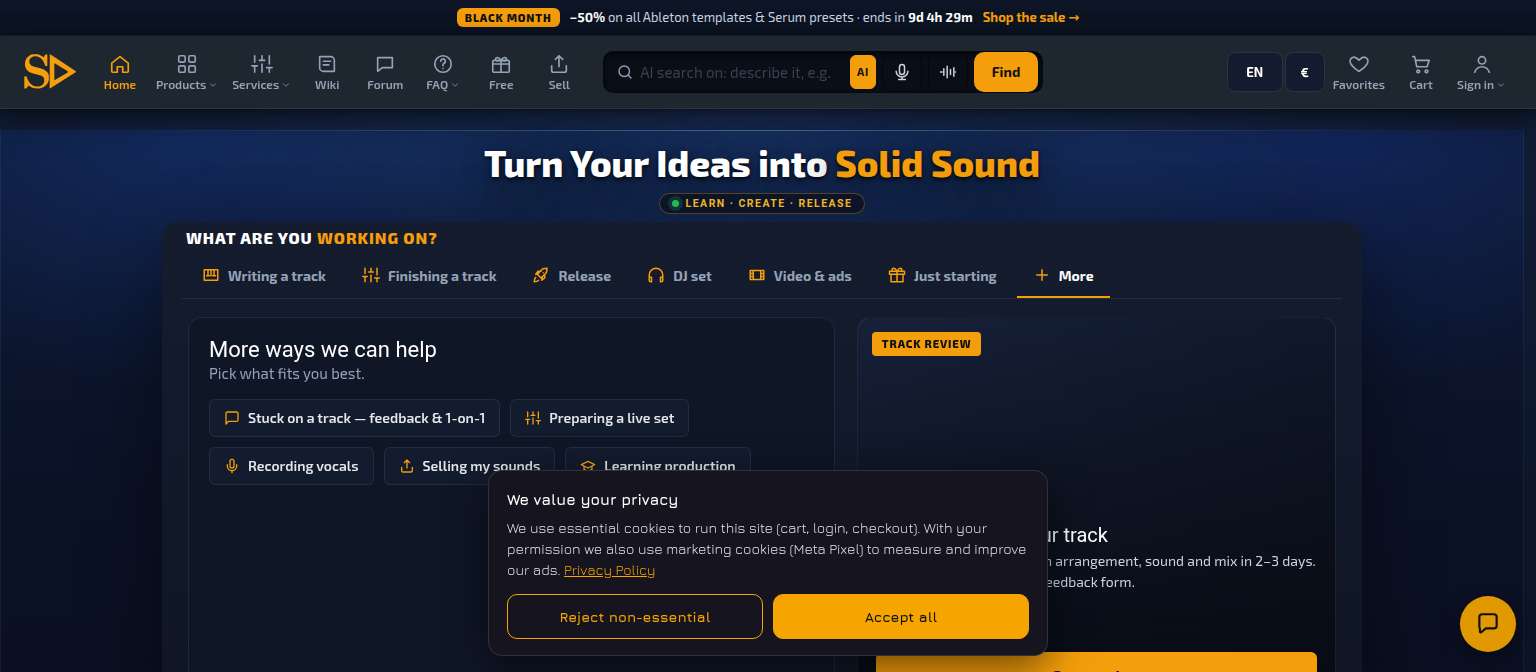 BLACK MONTH −50% on all Ableton templates & Serum presets · ends in 9d 4h 29m Shop the sale →
Home Products Services Wiki Forum FAQ Free Sell
AI search on: describe it, e.g. AI Find
EN € Favorites Cart Sign in
Turn Your Ideas into Solid Sound
LEARN · CREATE · RELEASE
WHAT ARE YOU WORKING ON?
Writing a track Finishing a track Release DJ set Video & ads Just starting More
More ways we can help
Pick what fits you best.
Stuck on a track — feedback & 1-on-1 Preparing a live set
Recording vocals Selling my sounds Learning production
TRACK REVIEW
track
arrangement, sound and mix in 2–3 days.
form.
We value your privacy
We use essential cookies to run this site (cart, login, checkout). With your
permission we also use marketing cookies (Meta Pixel) to measure and improve
our ads. Privacy Policy
Reject non-essential Accept all